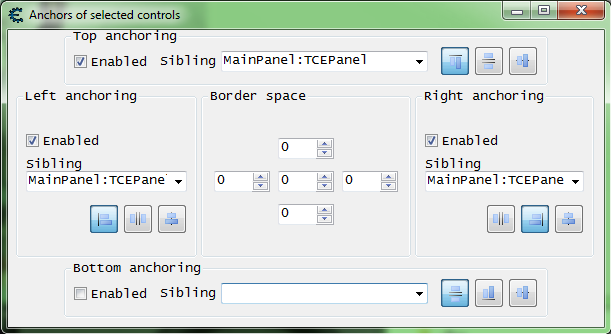 Anchors of selected controls
Top anchoring
Enabled Sibling MainPanel:TCEPanel
Left anchoring
Enabled
Sibling
MainPanel:TCEPane
Border space
0
0 0 0
0
Right anchoring
Enabled
Sibling
MainPanel:TCEPane
Bottom anchoring
Enabled Sibling